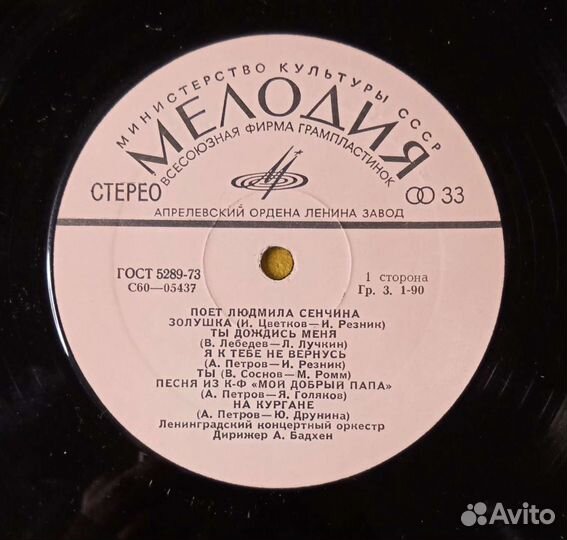 МИНИСТЕРСТВО КУЛЬТУРЫ СССР
МЕЛОДИЯ
ВСЕСОЮЗНАЯ ФИРМА ГРАМПЛАСТИНОК
СТЕРЕО
33
АПРЕЛЕВСКИЙ ОРДЕНА ЛЕНИНА ЗАВОД
ГОСТ 5289-73
С60—05437
1 сторона
Гр. 3. 1-90
ПОЕТ ЛЮДМИЛА СЕНЧИНА
ЗОЛУШКА (И. Цветков—И. Резник)
ТЫ ДОЖДИСЬ МЕНЯ
(В. Лебедев—Л. Лучкин)
Я К ТЕБЕ НЕ ВЕРНУСЬ
(А. Петров—И. Резник)
ТЫ (В. Соснов—М. Ромм)
ПЕСНЯ ИЗ К-Ф «МОЙ ДОБРЫЙ ПАПА»
(А. Петров—Я. Голяков)
НА КУРГАНЕ
(А. Петров—Ю. Друнина)
Ленинградский концертный оркестр
Дирижер А. Бадхен
Avito